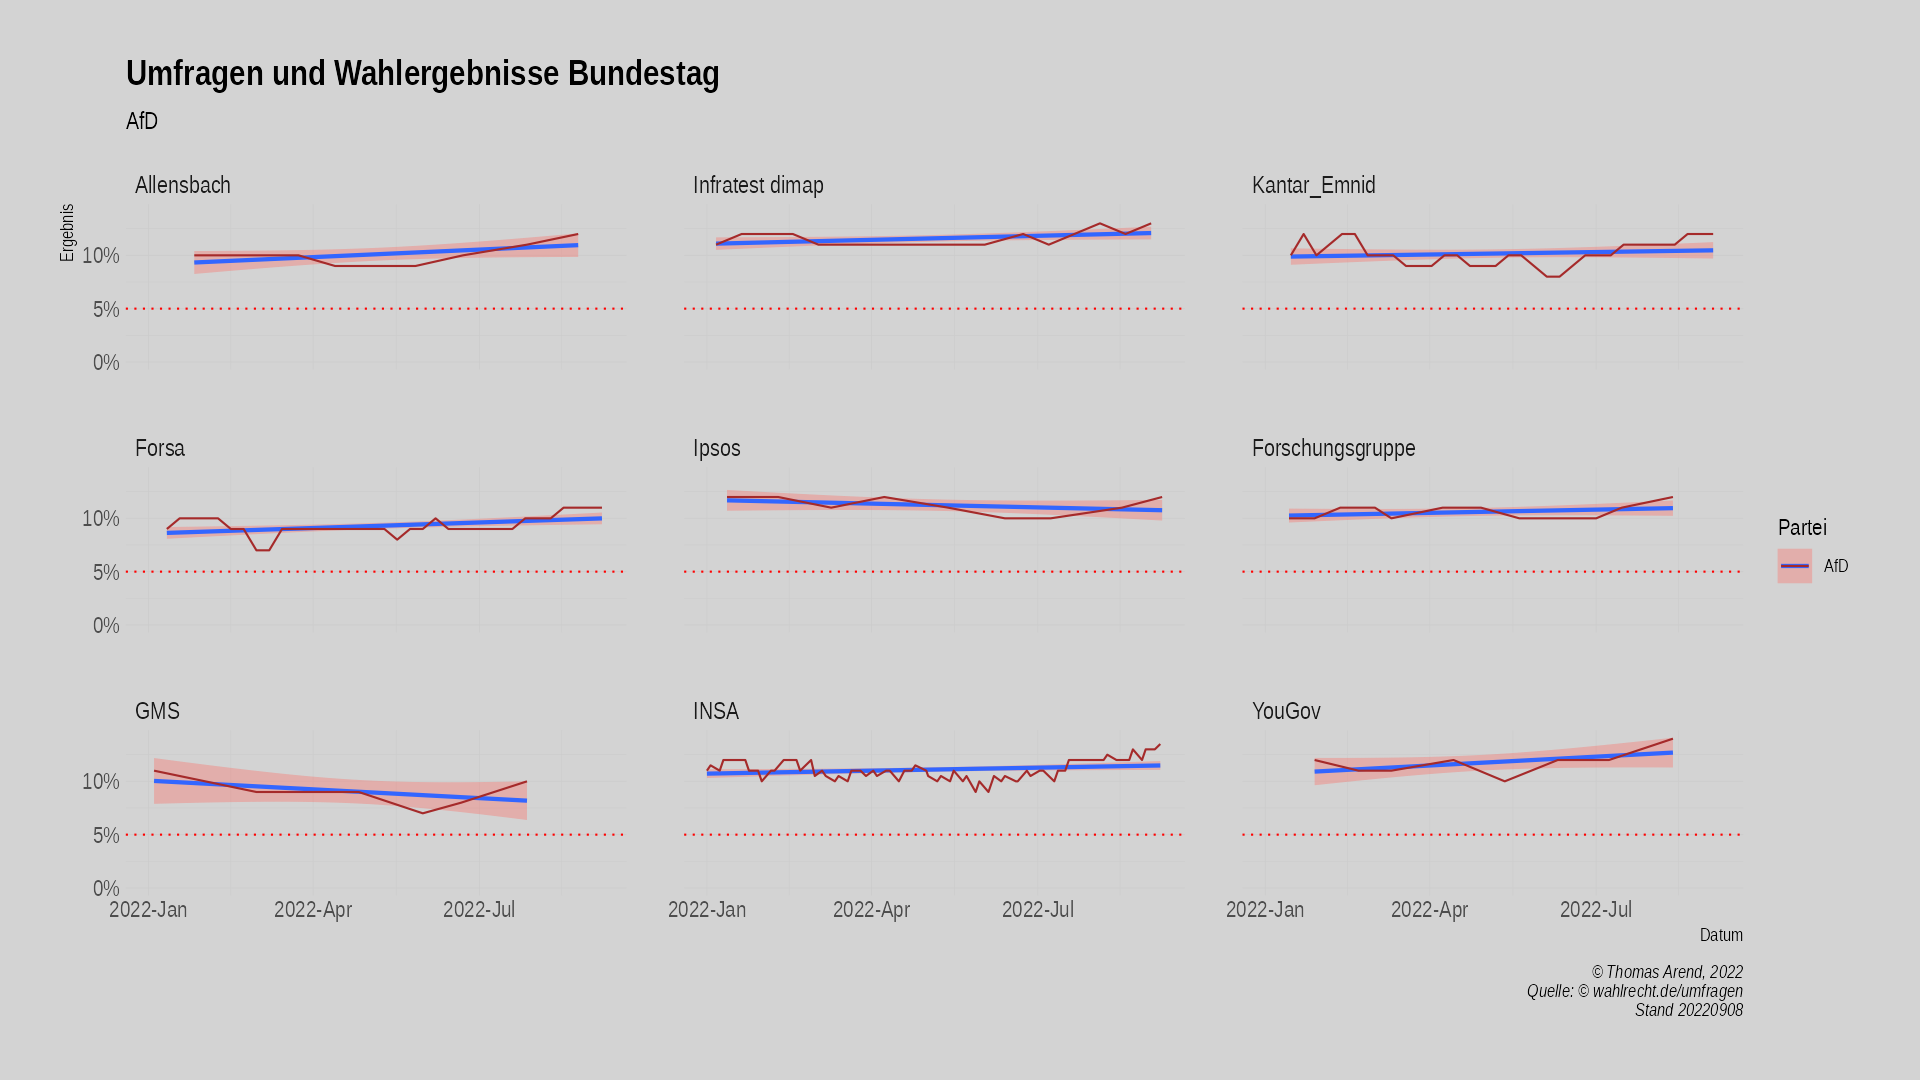 Umfragen und Wahlergebnisse Bundestag
AfD
Allensbach
Infratest dimap
Kantar_Emnid
Ergebnis
10%
5%
0%
Forsa
Ipsos
Forschungsgruppe
10%
5%
0%
Partei
AfD
GMS
INSA
YouGov
10%
5%
0%
2022-Jan 2022-Apr 2022-Jul
2022-Jan 2022-Apr 2022-Jul
2022-Jan 2022-Apr 2022-Jul
Datum
© Thomas Arend, 2022
Quelle: © wahlrecht.de/umfragen
Stand 20220908